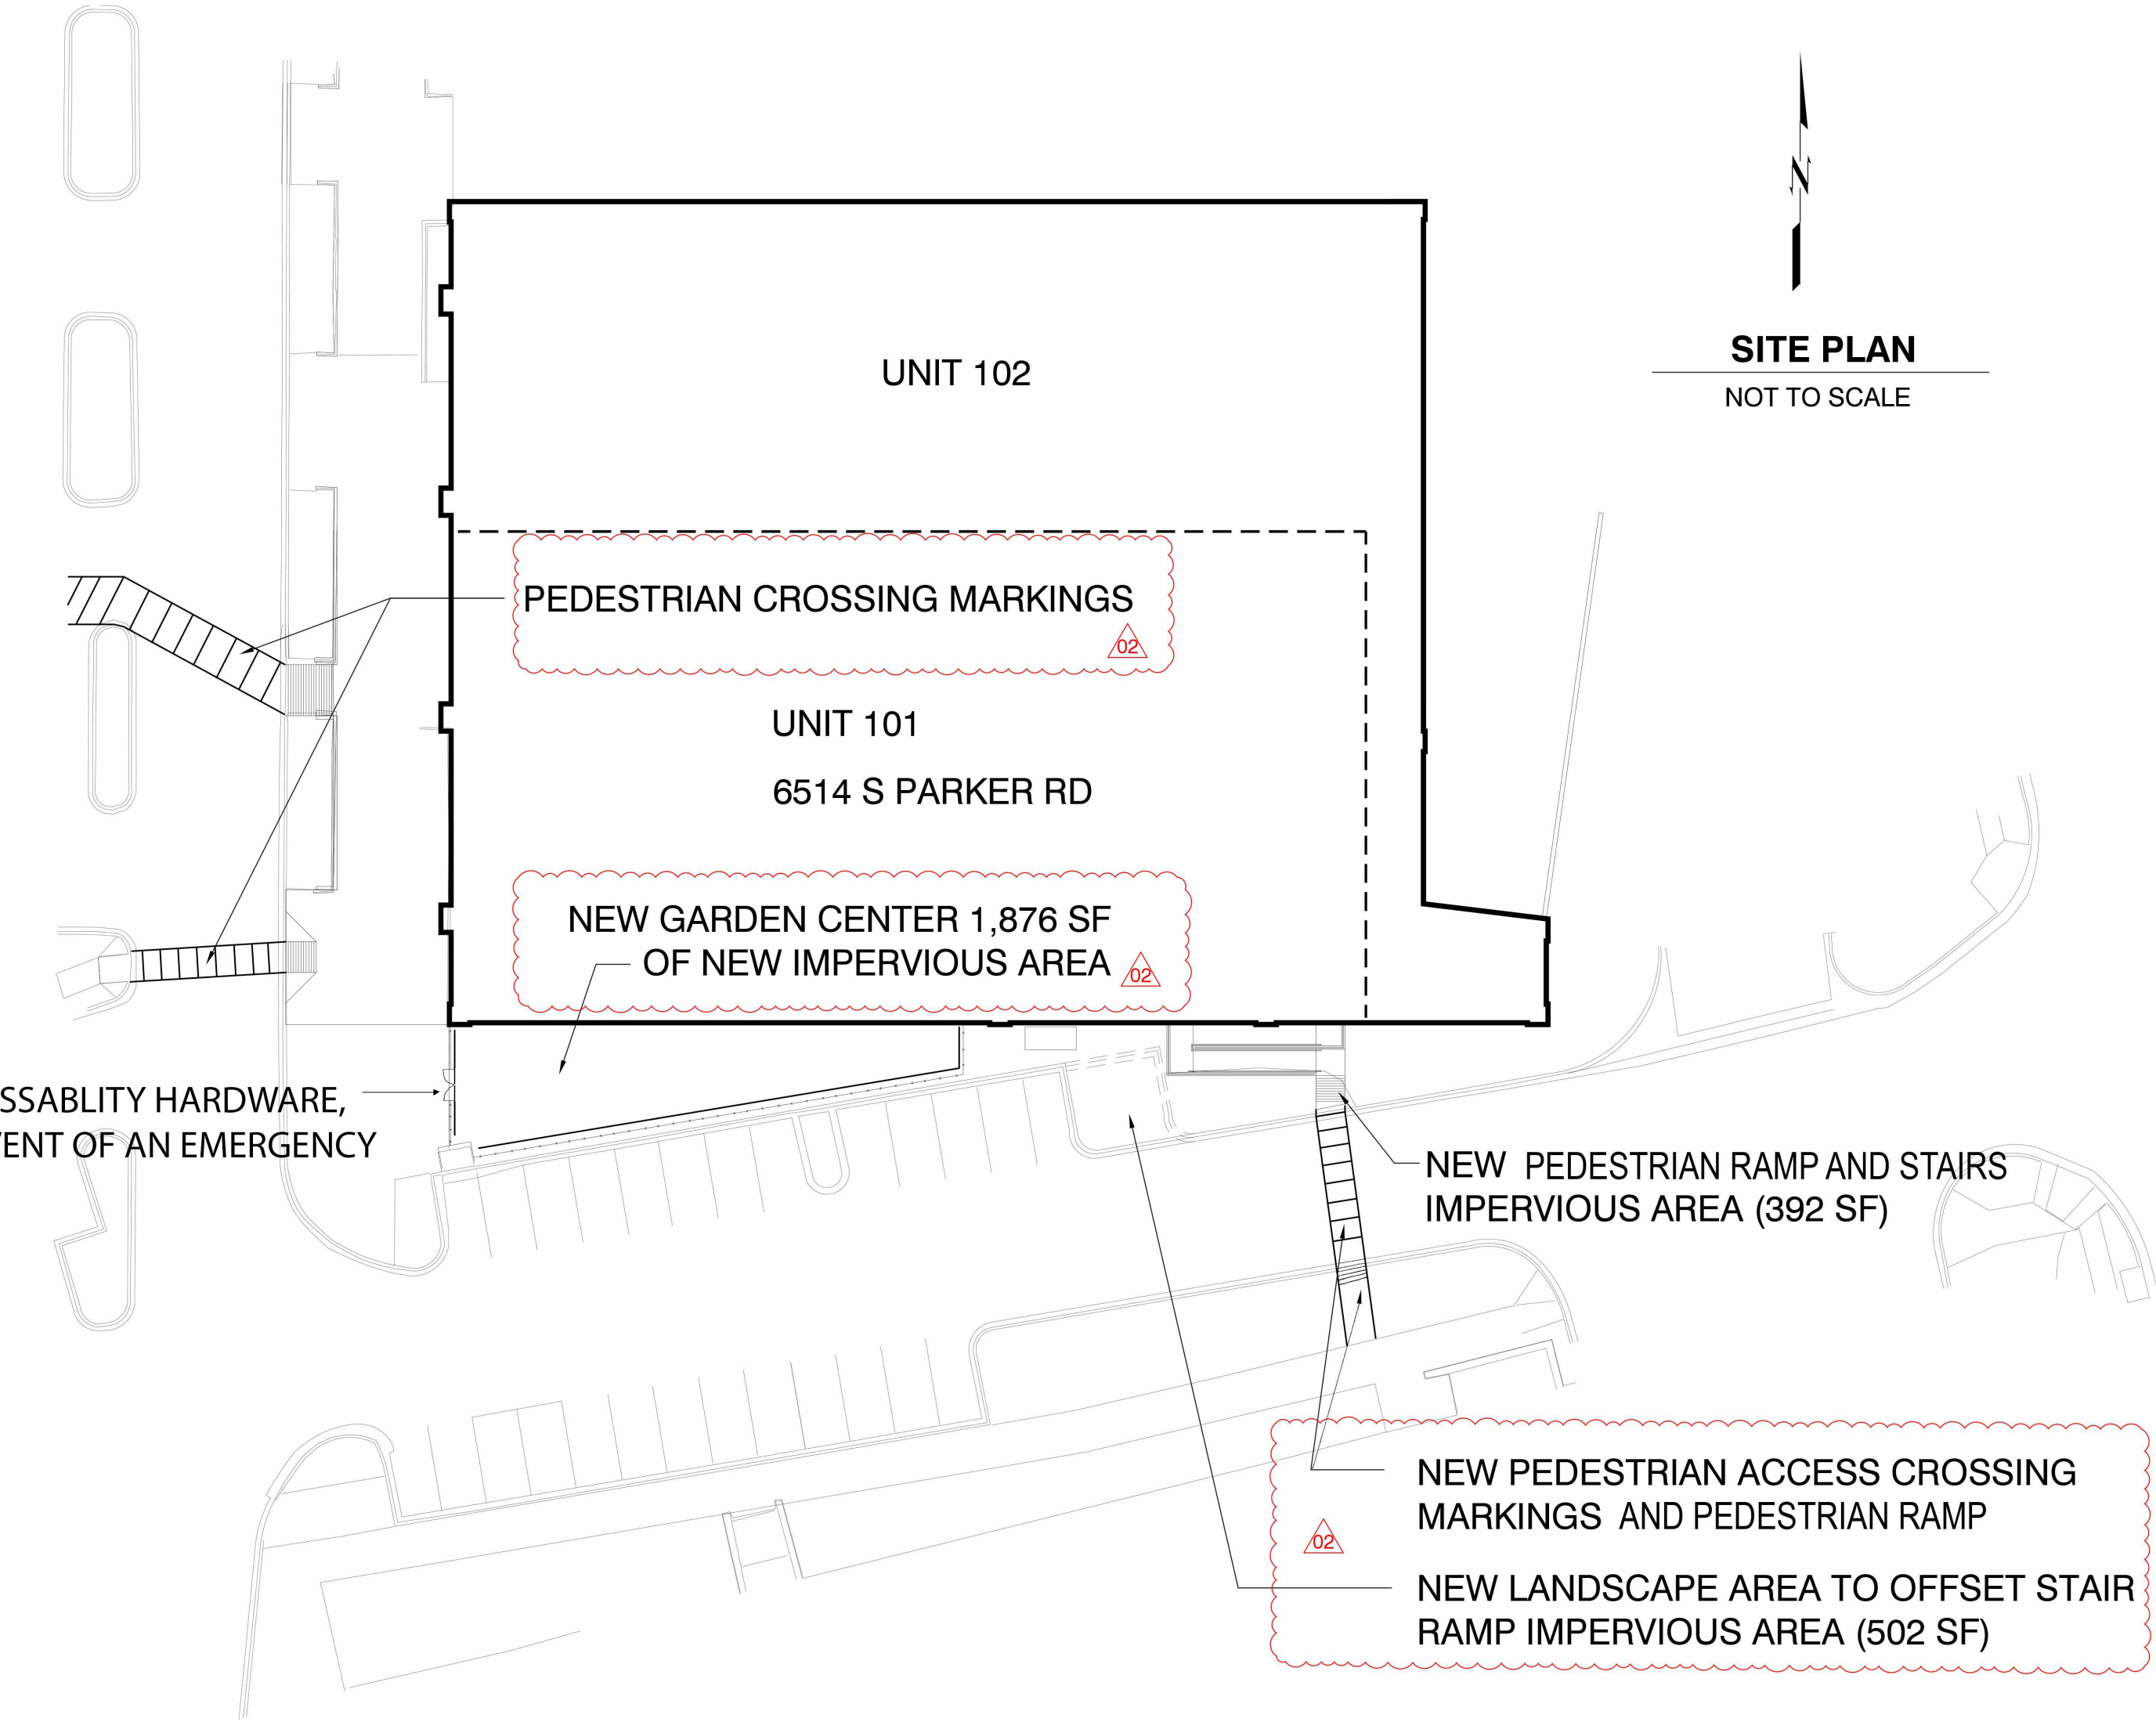 N
SITE PLAN
NOT TO SCALE
UNIT 102
PEDESTRIAN CROSSING MARKINGS
02
UNIT 101
6514 S PARKER RD
NEW GARDEN CENTER 1,876 SF
OF NEW IMPERVIOUS AREA
02
SSABLITY HARDWARE,
ENT OF AN EMERGENCY
NEW PEDESTRIAN RAMP AND STAIRS
IMPERVIOUS AREA (392 SF)
NEW PEDESTRIAN ACCESS CROSSING
MARKINGS AND PEDESTRIAN RAMP
02
NEW LANDSCAPE AREA TO OFFSET STAIR
RAMP IMPERVIOUS AREA (502 SF)